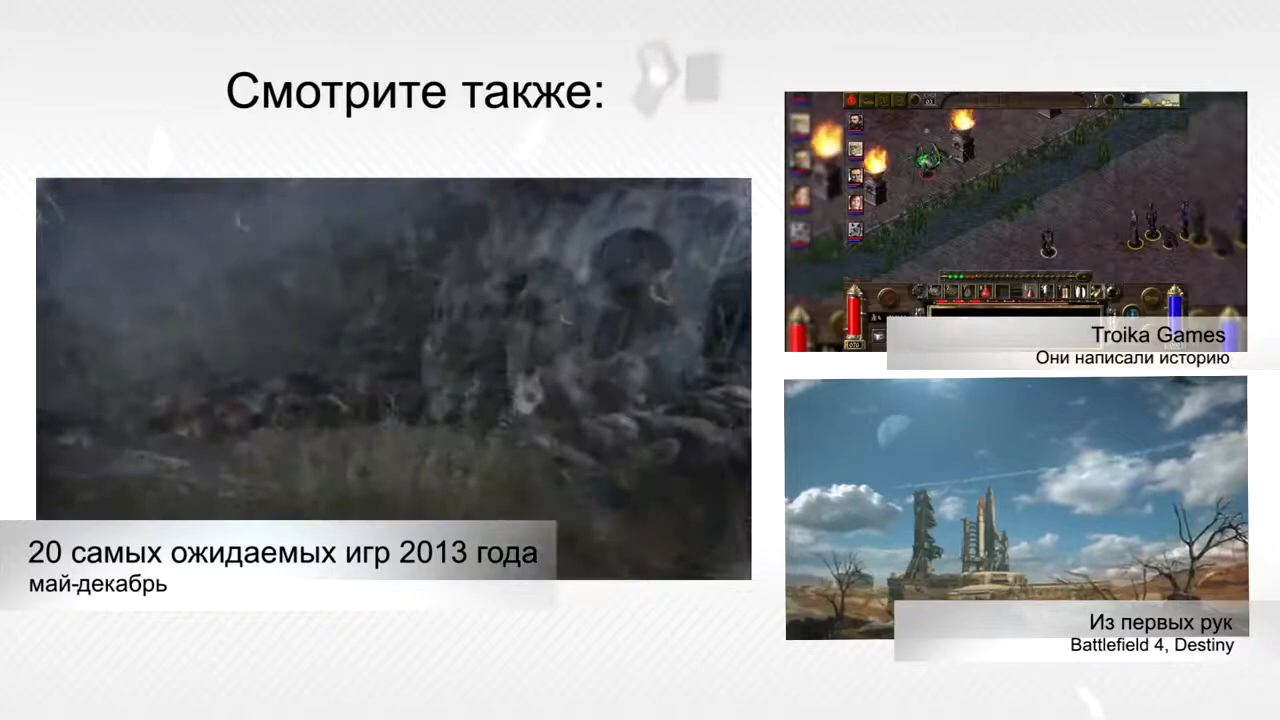 Смотрите также:
20 самых ожидаемых игр 2013 года
май-декабрь
Troika Games
Они написали историю
Из первых рук
Battlefield 4, Destiny